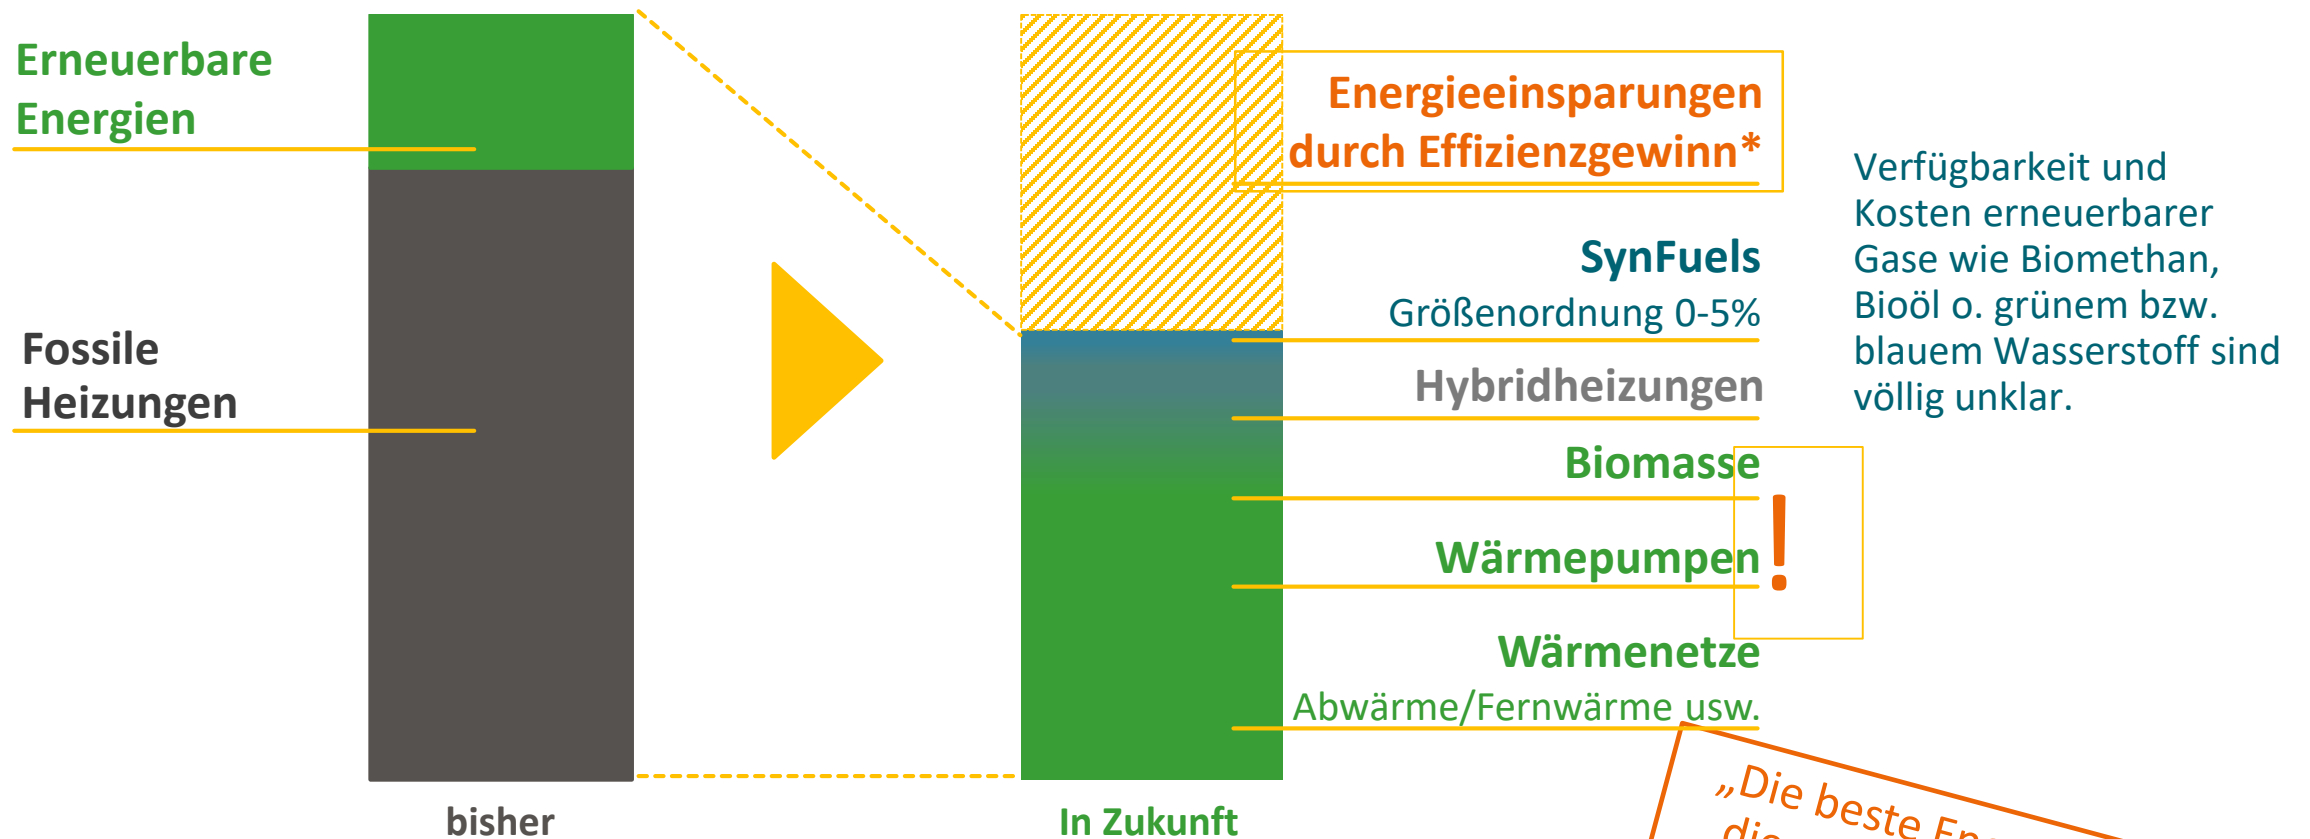 Erneuerbare
Energien
Fossile
Heizungen
bisher
Energieeinsparungen
durch Effizienzgewinn*
SynFuels
Größenordnung 0-5%
Hybridheizungen
Biomasse
Wärmepumpen
!
Wärmenetze
Abwärme/Fernwärme usw.
In Zukunft
Verfügbarkeit und
Kosten erneuerbarer
Gase wie Biomethan,
Bioöl o. grünem bzw.
blauem Wasserstoff sind
völlig unklar.
„Die beste